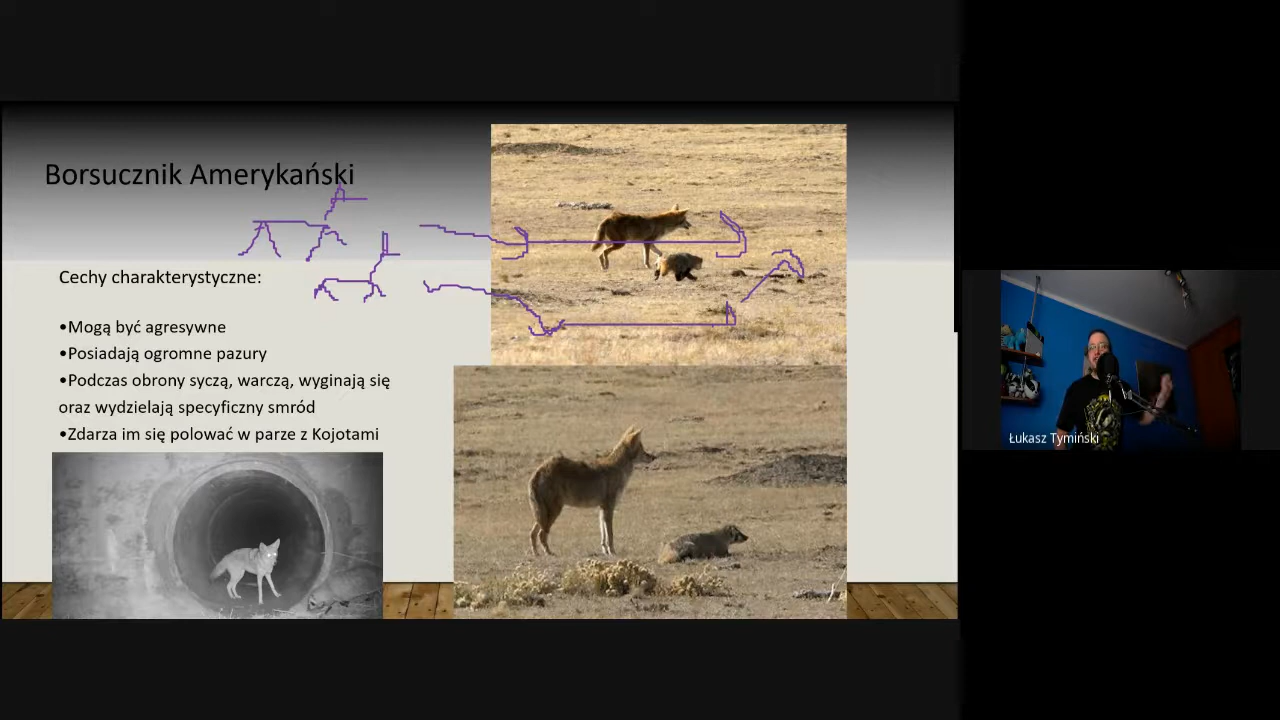 Borsucznik Amerykański
Cechy charakterystyczne:
•Mogą być agresywne
•Posiadają ogromne pazury
•Podczas obrony syczą, warczą, wyginają się
oraz wydzielają specyficzny smród
•Zdarza im się polować w parze z Kojotami
Łukasz Tymiński